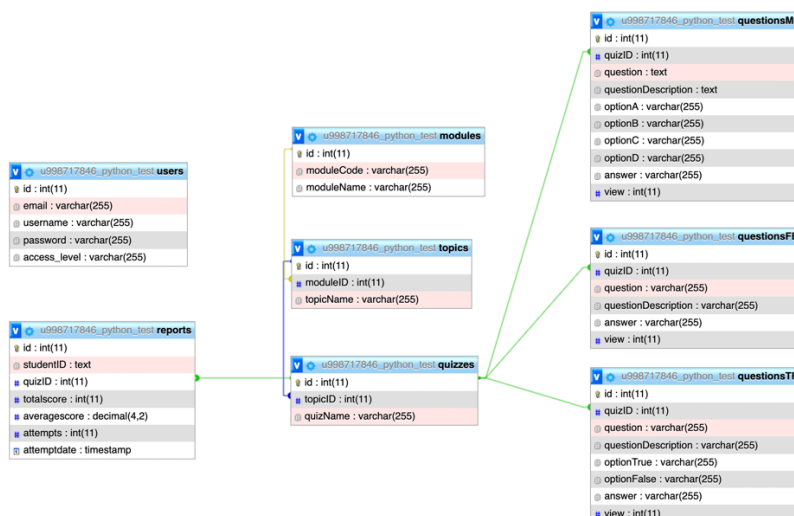 u998717846_python_test users
id : int(11)
email : varchar(255)
username : varchar(255)
password : varchar(255)
access_level : varchar(255)
u998717846_python_test reports
id : int(11)
studentID : text
quizID : int(11)
totalscore : int(11)
averagescore : decimal(4,2)
attempts : int(11)
attemptdate : timestamp
u998717846_python_test modules
id : int(11)
moduleCode : varchar(255)
moduleName : varchar(255)
u998717846_python_test topics
id : int(11)
moduleID : int(11)
topicName : varchar(255)
u998717846_python_test quizzes
id : int(11)
topicID : int(11)
quizName : varchar(255)
u998717846_python_test questionsM
id : int(11)
quizID : int(11)
question : text
questionDescription : text
optionA : varchar(255)
optionB : varchar(255)
optionC : varchar(255)
optionD : varchar(255)
answer : varchar(255)
view : int(11)
u998717846_python_test
id : int(11)
quizID : int(11)
question : varchar(255)
questionDescription : varchar(255)
answer : varchar(255)
view : int(11)
u998717846_python_test
id : int(11)
quizID : int(11)
question : varchar(255)
questionDescription : varchar(255)
optionTrue : varchar(255)
optionFalse : varchar(255)
answer : varchar(255)
view : int(11)